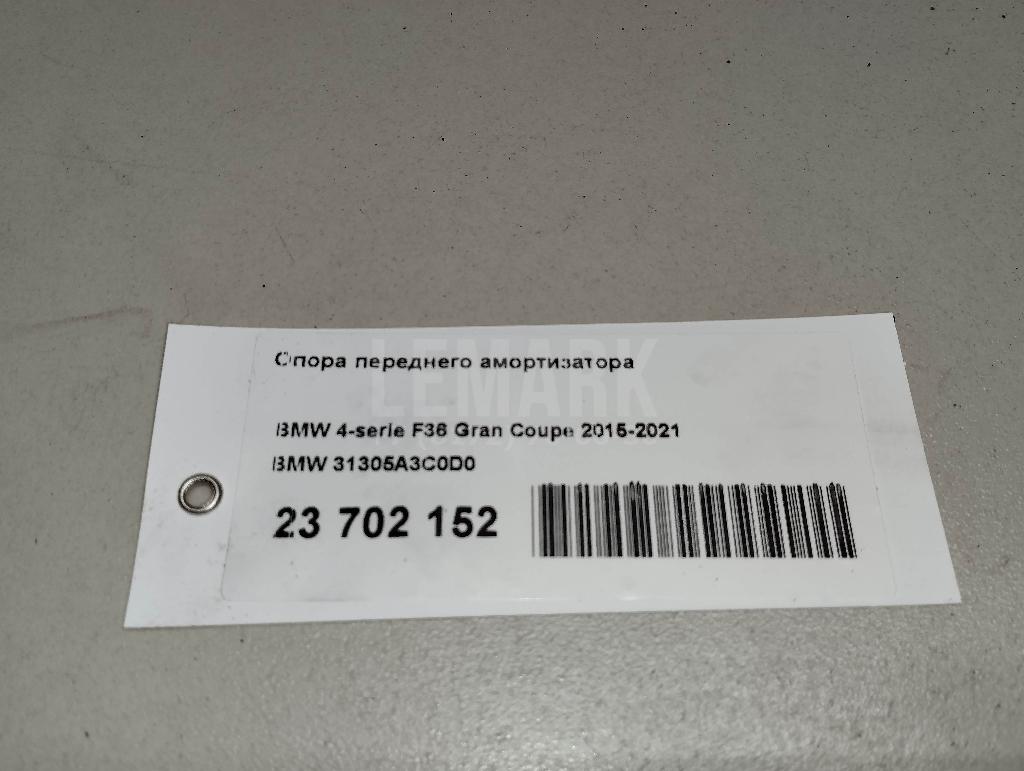 Опора переднего амортизатора
LEMARK
BMW 4-serie F36 Gran Coupe 2015-2021
BMW 31305A3C0D0
23 702 152